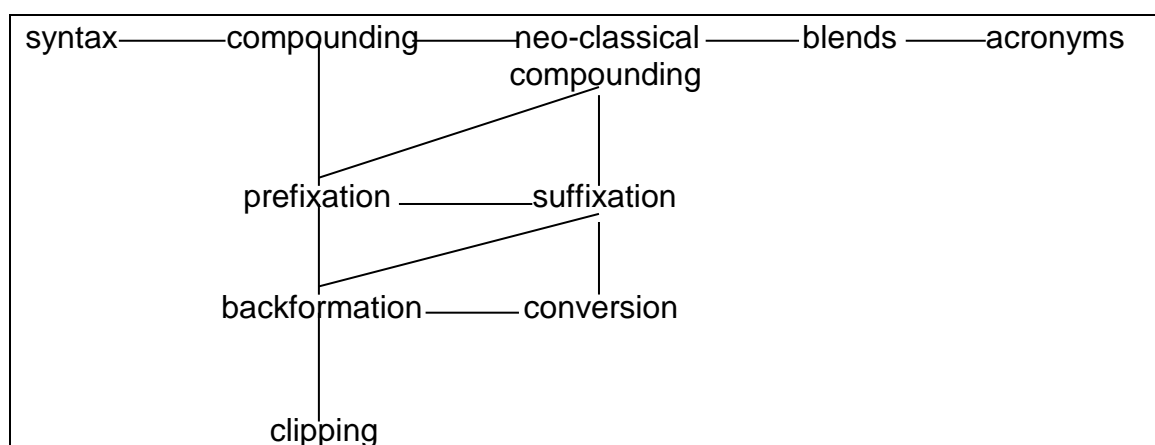 syntax compounding neo-classical blends acronyms
compounding
prefixation suffixation
backformation conversion
clipping